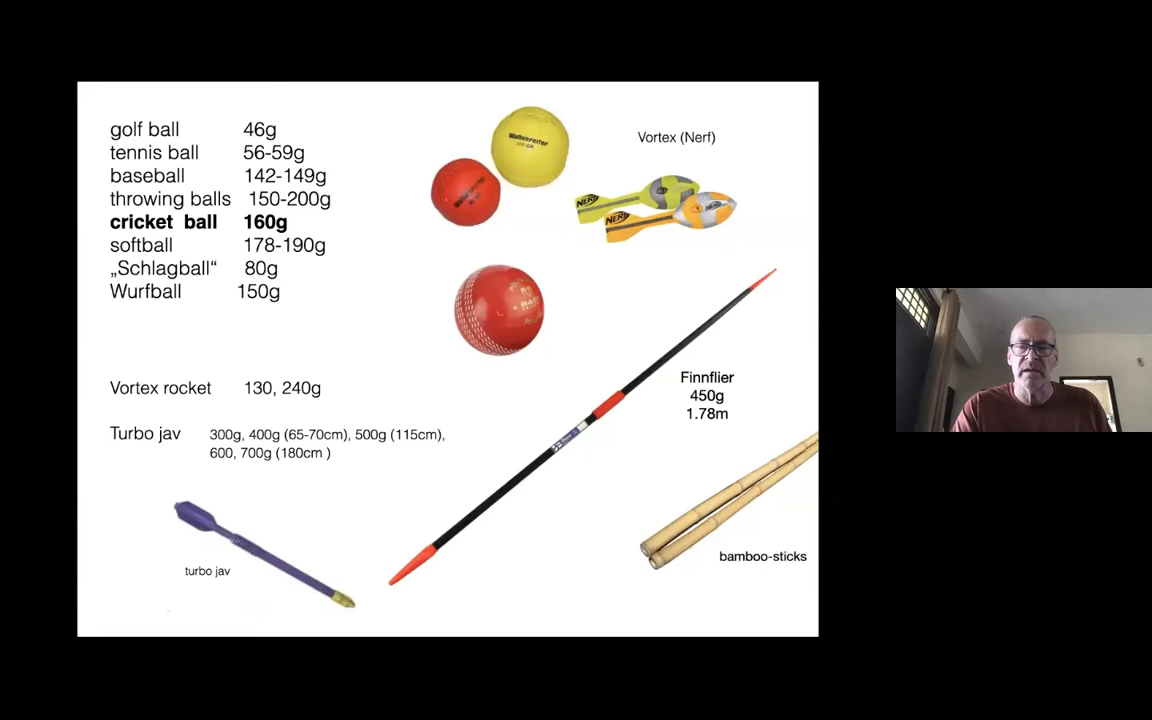 golf ball 46g
tennis ball 56-59g
baseball 142-149g
throwing balls 150-200g
cricket ball 160g
softball 178-190g
„Schlagball“ 80g
Wurfball 150g
Vortex rocket 130, 240g
Turbo jav 300g, 400g (65-70cm), 500g (115cm),
600, 700g (180cm )
turbo jav
Vortex (Nerf)
NERF
NERF
Finnflier
450g
1.78m
bamboo-sticks